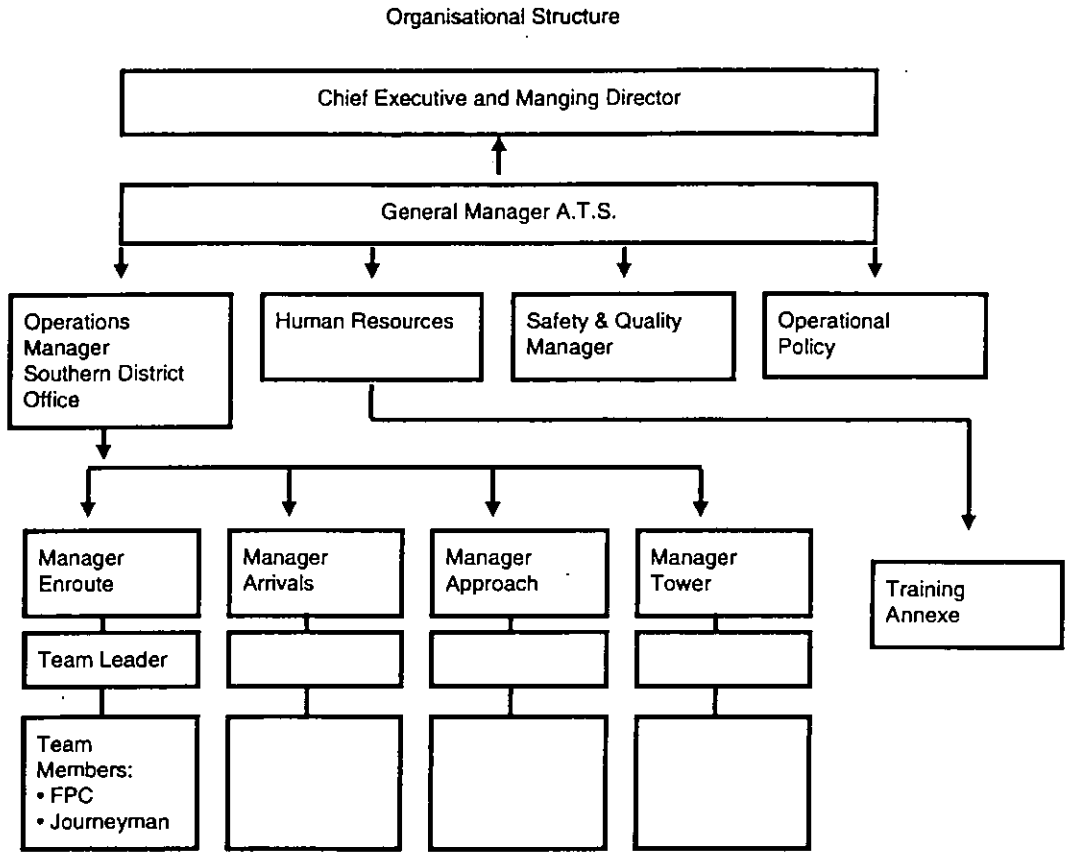 Organisational Structure
Chief Executive and Manging Director
General Manager A.T.S.
Operations
Manager
Southern District
Office
Human Resources
Safety & Quality
Manager
Operational
Policy
Manager
Enroute
Manager
Arrivals
Manager
Approach
Manager
Tower
Training
Annexe
Team Leader
Team
Members:
• FPC
• Journeyman